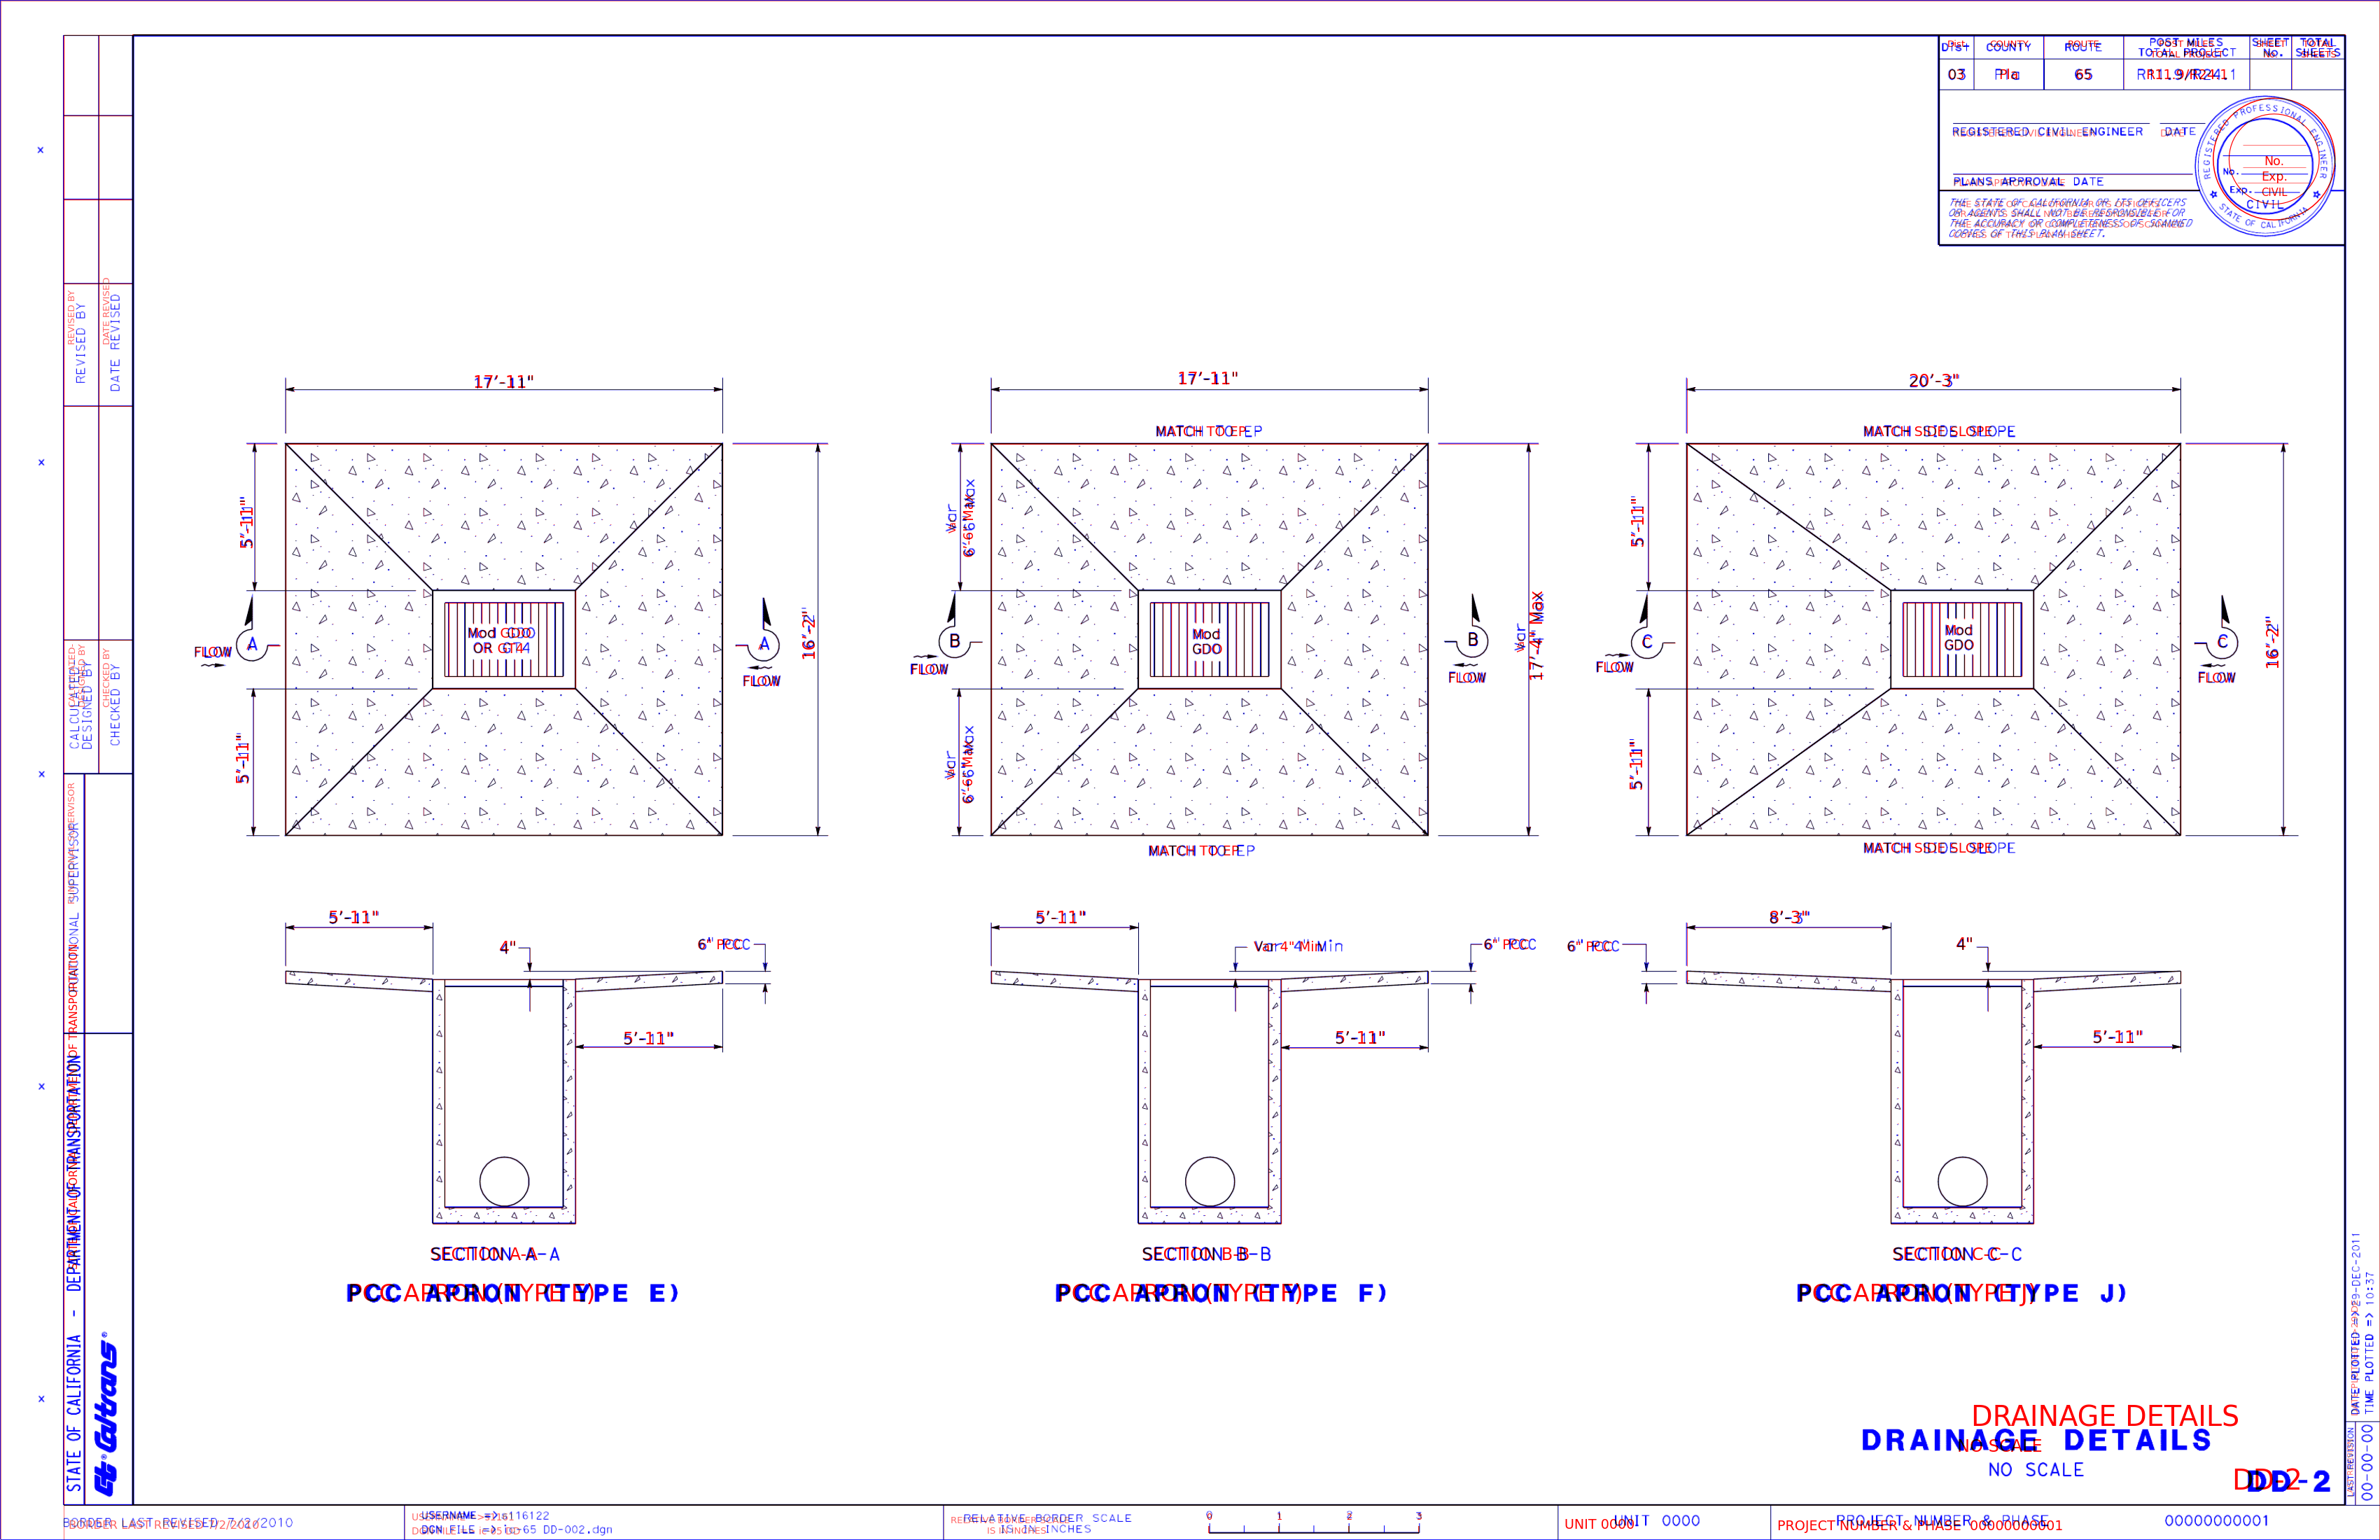 Dist COUNTY ROUTE POST MILES TOTAL PROJECT SHEET No. TOTAL SHEETS
03 Pla 65 R11.9/R24.1
REGISTERED CIVIL ENGINEER DATE
PLANS APPROVAL DATE
THE STATE OF CALIFORNIA OR ITS OFFICERS
OR AGENTS SHALL NOT BE RESPONSIBLE FOR
THE ACCURACY OR COMPLETENESS OF SCANNED
COPIES OF THIS PLAN SHEET.
REGISTERED PROFESSIONAL ENGINEER
No.
Exp.
CIVIL
STATE OF CALIFORNIA
REVISED BY
DATE REVISED
CALCULATED-
DESIGNED BY
CHECKED BY
FUNCTIONAL SUPERVISOR
STATE OF CALIFORNIA - DEPARTMENT OF TRANSPORTATION
Caltrans
17'-11"
5'-11"
5'-11"
16'-2"
Mod GDO
OR GT4
A
A
FLOW
FLOW
17'-11"
MATCH TO EP
Var
6'-6" Max
Var
6'-6" Max
Var
17'-4" Max
Mod
GDO
B
B
FLOW
FLOW
MATCH TO EP
20'-3"
MATCH SIDE SLOPE
5'-11"
5'-11"
16'-2"
Mod
GDO
C
C
FLOW
FLOW
MATCH SIDE SLOPE
5'-11"
4"
6" PCC
5'-11"
SECTION A-A
PCC APRON (TYPE E)
5'-11"
Var 4" Min
6" PCC
5'-11"
SECTION B-B
PCC APRON (TYPE F)
6" PCC
8'-3"
4"
5'-11"
SECTION C-C
PCC APRON (TYPE J)
DRAINAGE DETAILS
NO SCALE
DD-2
LAST REVISION
00-00-00
DATE PLOTTED => 29-DEC-2011
TIME PLOTTED => 10:37
BORDER LAST REVISED 7/2/2010
USERNAME => s116122
DGN FILE => ic-65 DD-002.dgn
RELATIVE BORDER SCALE
IS IN INCHES
0 1 2 3
UNIT 0000
PROJECT NUMBER & PHASE
00000000001